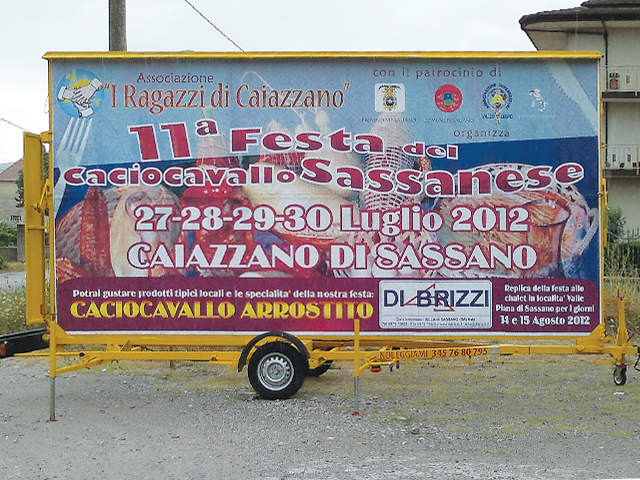 Associazione
"I Ragazzi di Caiazzano"
con il patrocinio di
organizza
11ª Festa del
Caciocavallo Sassanese
27-28-29-30 Luglio 2012
CAIAZZANO DI SASSANO
Potrai gustare prodotti tipici locali e le specialita' della nostra festa:
CACIOCAVALLO ARROSTITO
DI BRIZZI
Replica della festa allo
chalet in località Valle
Piana di Sassano per i giorni
14 e 15 Agosto 2012
NOLEGGIAMI 345 76 80 795